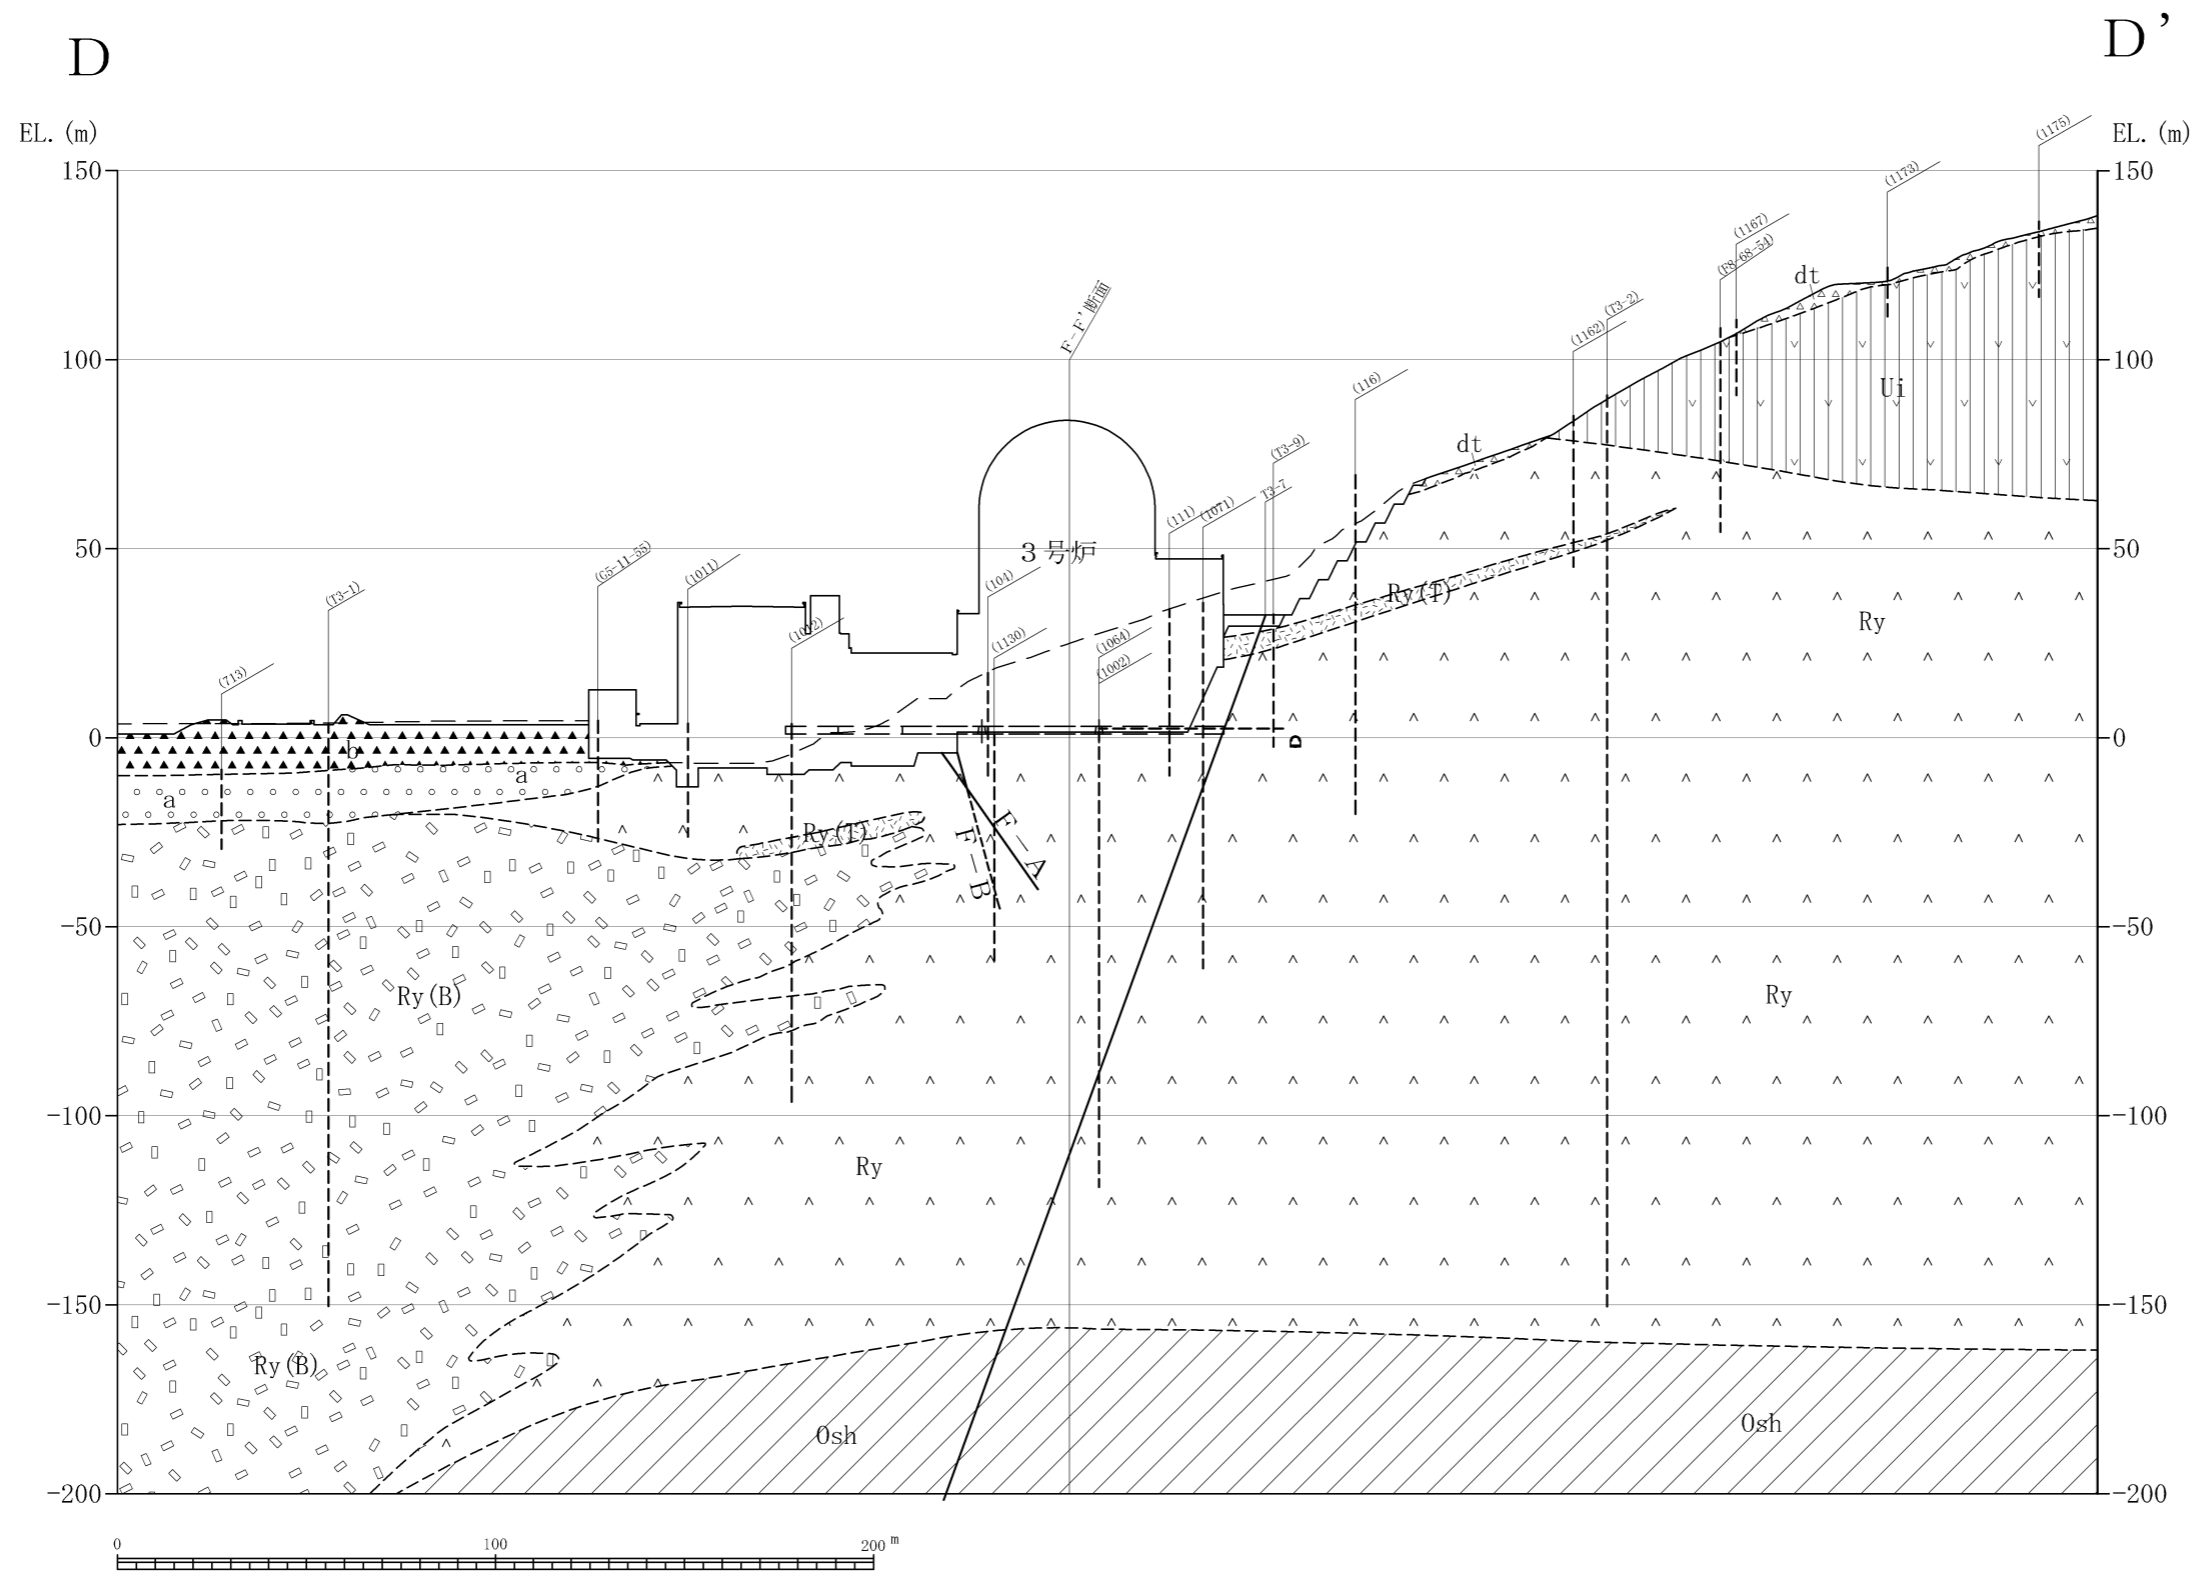 D
D’
EL.(m)
EL.(m)
150
150
100
100
50
50
0
0
-50
-50
-100
-100
-150
-150
-200
-200
(1175)
(1173)
(1167)
(F8-68-54)
dt
F-F'断面
(T3-2)
(1162)
Ui
(116)
dt
(T3-9)
T3-7
(1071)
(111)
3号炉
(G5-11-55)
(1011)
(104)
(T3-1)
Ry(T)
(1012)
(1130)
(1064)
(1002)
Ry
(713)
b
a
a
D
Ry(T)
F-A
F-B
Ry(B)
Ry
Ry
Ry(B)
Osh
Osh
0
100
200 m